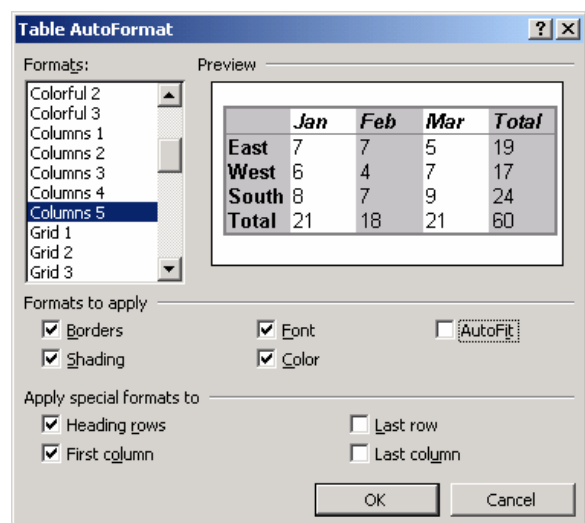 Table AutoFormat
Formats:
Colorful 2
Colorful 3
Columns 1
Columns 2
Columns 3
Columns 4
Columns 5
Grid 1
Grid 2
Grid 3
Preview
Jan Feb Mar Total
East 7 7 5 19
West 6 4 7 17
South 8 7 9 24
Total 21 18 21 60
Formats to apply
Borders Font AutoFit
Shading Color
Apply special formats to
Heading rows Last row
First column Last column
OK Cancel